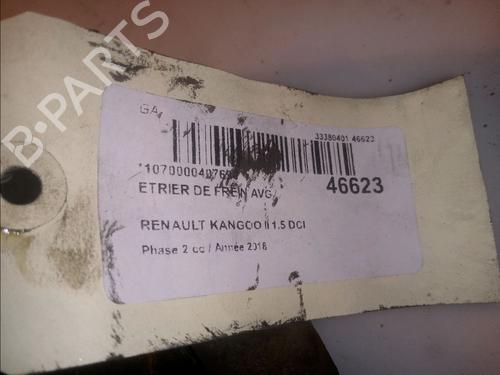 B-PARTS
GA
33380401 46623
46623
ETRIER DE FREIN AVG
RENAULT KANGOO II 1.5 DCI
Phase 2 cc / Année 2016